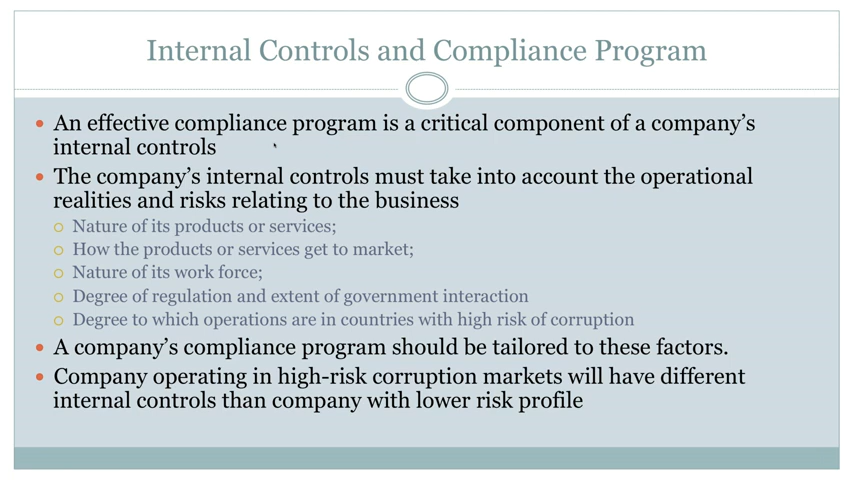 Internal Controls and Compliance Program
An effective compliance program is a critical component of a company's
internal controls
The company's internal controls must take into account the operational
realities and risks relating to the business
Nature of its products or services;
How the products or services get to market;
Nature of its work force;
Degree of regulation and extent of government interaction
Degree to which operations are in countries with high risk of corruption
A company's compliance program should be tailored to these factors.
Company operating in high-risk corruption markets will have different
internal controls than company with lower risk profile